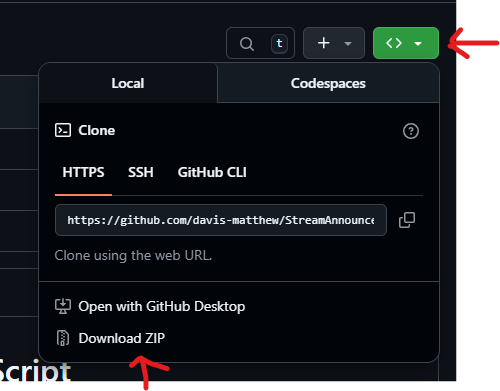 t
Local
Codespaces
Clone
HTTPS SSH GitHub CLI
https://github.com/davis-matthew/StreamAnnounce
Clone using the web URL.
Open with GitHub Desktop
Download ZIP
Script